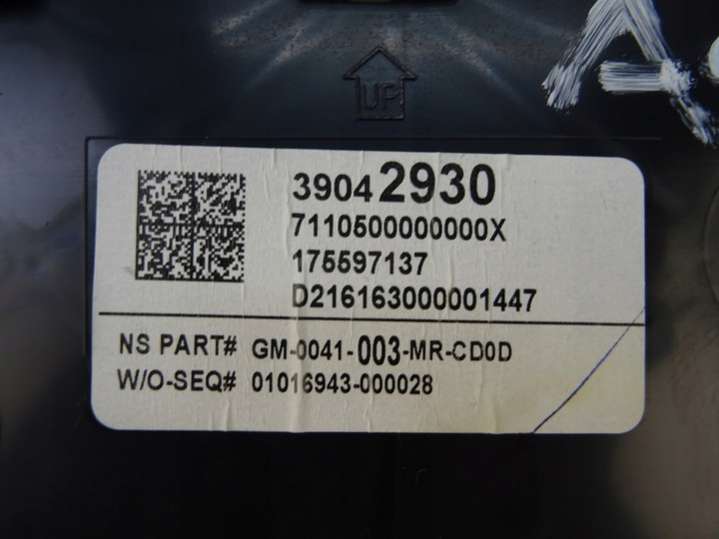 UP
39042930
7110500000000X
175597137
D216163000001447
NS PART# GM-0041-003-MR-CD0D
W/O-SEQ# 01016943-000028